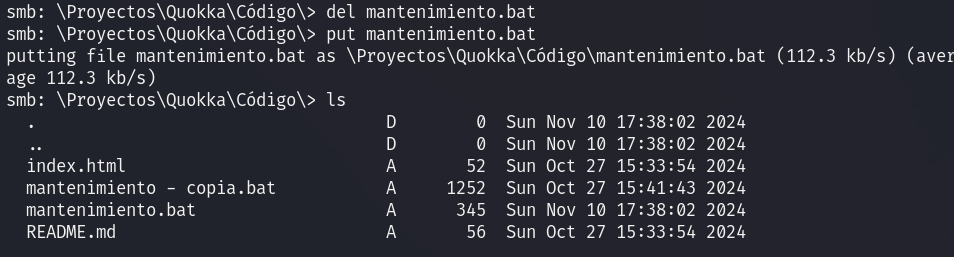 smb: \Proyectos\Quokka\Código\> del mantenimiento.bat
smb: \Proyectos\Quokka\Código\> put mantenimiento.bat
putting file mantenimiento.bat as \Proyectos\Quokka\Código\mantenimiento.bat (112.3 kb/s) (aver
age 112.3 kb/s)
smb: \Proyectos\Quokka\Código\> ls
. D 0 Sun Nov 10 17:38:02 2024
.. D 0 Sun Nov 10 17:38:02 2024
index.html A 52 Sun Oct 27 15:33:54 2024
mantenimiento - copia.bat A 1252 Sun Oct 27 15:41:43 2024
mantenimiento.bat A 345 Sun Nov 10 17:38:02 2024
README.md A 56 Sun Oct 27 15:33:54 2024